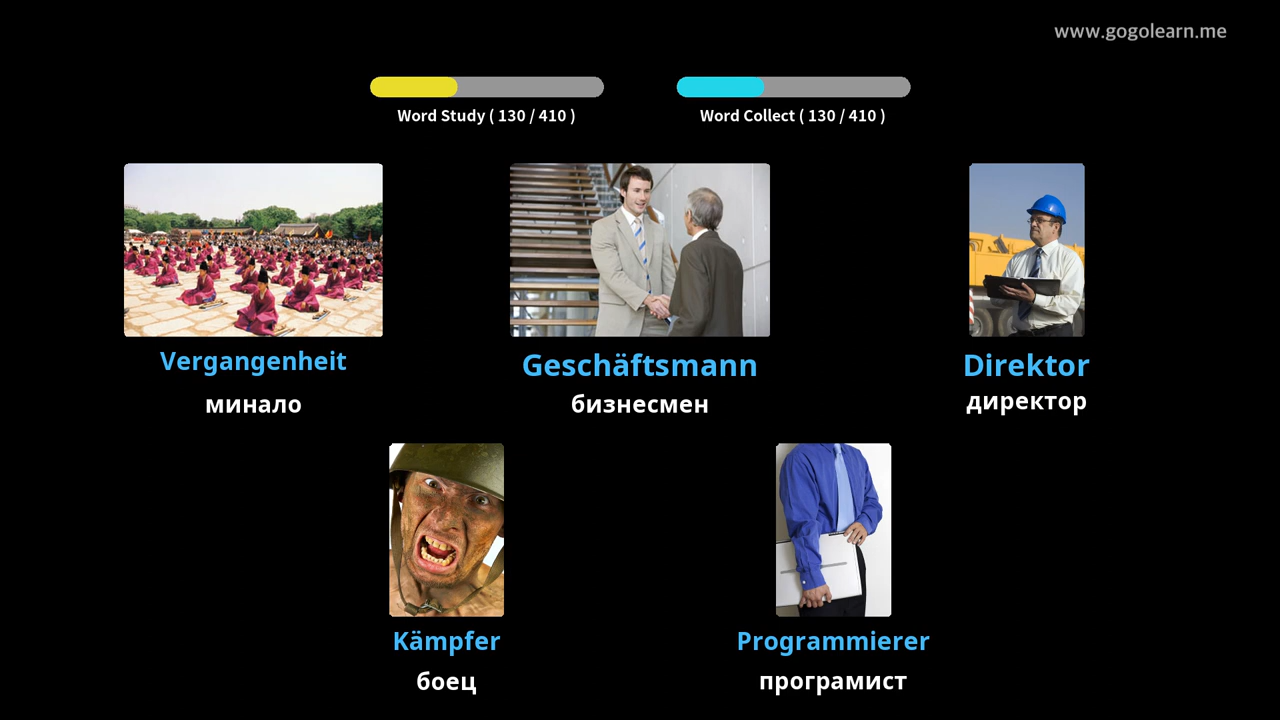 www.gogolearn.me
Word Study ( 130 / 410 )
Word Collect ( 130 / 410 )
Vergangenheit
минало
Geschäftsmann
бизнесмен
Direktor
директор
Kämpfer
боец
Programmierer
програмист